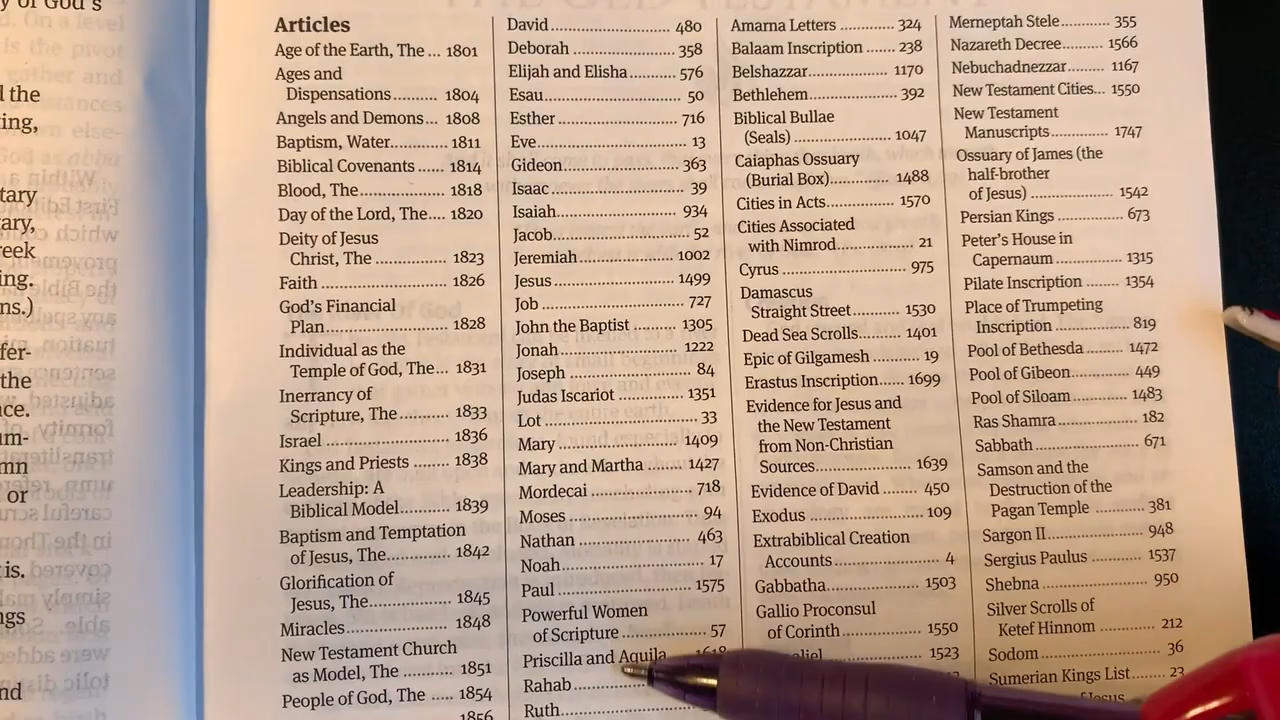 Articles
Age of the Earth, The ... 1801
Ages and
Dispensations .......... 1804
Angels and Demons ... 1808
Baptism, Water........ 1811
Biblical Covenants .... 1814
Blood, The................ 1818
Day of the Lord, The.... 1820
Deity of Jesus
Christ, The .............. 1823
Faith ....................... 1826
God's Financial
Plan ....................... 1828
Individual as the
Temple of God, The... 1831
Inerrancy of
Scripture, The .......... 1833
Israel ....................... 1836
Kings and Priests ........ 1838
Leadership: A
Biblical Model.......... 1839
Baptism and Temptation
of Jesus, The ........... 1842
Glorification of
Jesus, The................ 1845
Miracles................... 1848
New Testament Church
as Model, The .......... 1851
People of God, The ..... 1854
1856
David ....................... 480
Deborah ................... 358
Elijah and Elisha .......... 576
Esau ........................ 50
Esther ...................... 716
Eve ......................... 13
Gideon ..................... 363
Isaac ....................... 39
Isaiah....................... 934
Jacob ....................... 52
Jeremiah .................. 1002
Jesus ....................... 1499
Job ......................... 727
John the Baptist ......... 1305
Jonah ...................... 1222
Joseph ..................... 84
Judas Iscariot ............ 1351
Lot .......................... 33
Mary ....................... 1409
Mary and Martha ....... 1427
Mordecai .................. 718
Moses ...................... 94
Nathan ..................... 463
Noah ....................... 17
Paul ........................ 1575
Powerful Women
of Scripture .............. 57
Priscilla and Aquila
Rahab
Ruth
Amarna Letters .......... 324
Balaam Inscription ...... 238
Belshazzar ............... 1170
Bethlehem ................ 392
Biblical Bullae
(Seals) ................... 1047
Caiaphas Ossuary
(Burial Box)............. 1488
Cities in Acts............. 1570
Cities Associated
with Nimrod............. 21
Cyrus ...................... 975
Damascus
Straight Street.......... 1530
Dead Sea Scrolls......... 1401
Epic of Gilgamesh ....... 19
Erastus Inscription...... 1699
Evidence for Jesus and
the New Testament
from Non-Christian
Sources.................. 1639
Evidence of David ....... 450
Exodus .................... 109
Extrabiblical Creation
Accounts ................ 4
Gabbatha ................. 1503
Gallio Proconsul
of Corinth ............... 1550
1523
Merneptah Stele.......... 355
Nazareth Decree......... 1566
Nebuchadnezzar........ 1167
New Testament Cities... 1550
New Testament
Manuscripts............. 1747
Ossuary of James (the
half-brother
of Jesus) ................. 1542
Persian Kings ............ 673
Peter's House in
Capernaum ............. 1315
Pilate Inscription ........ 1354
Place of Trumpeting
Inscription .............. 819
Pool of Bethesda ......... 1472
Pool of Gibeon........... 449
Pool of Siloam ........... 1483
Ras Shamra .............. 182
Sabbath ................... 671
Samson and the
Destruction of the
Pagan Temple .......... 381
Sargon II................... 948
Sergius Paulus ........... 1537
Shebna .................... 950
Silver Scrolls of
Ketef Hinnom .......... 212
Sodom ..................... 36
Sumerian Kings List...... 23